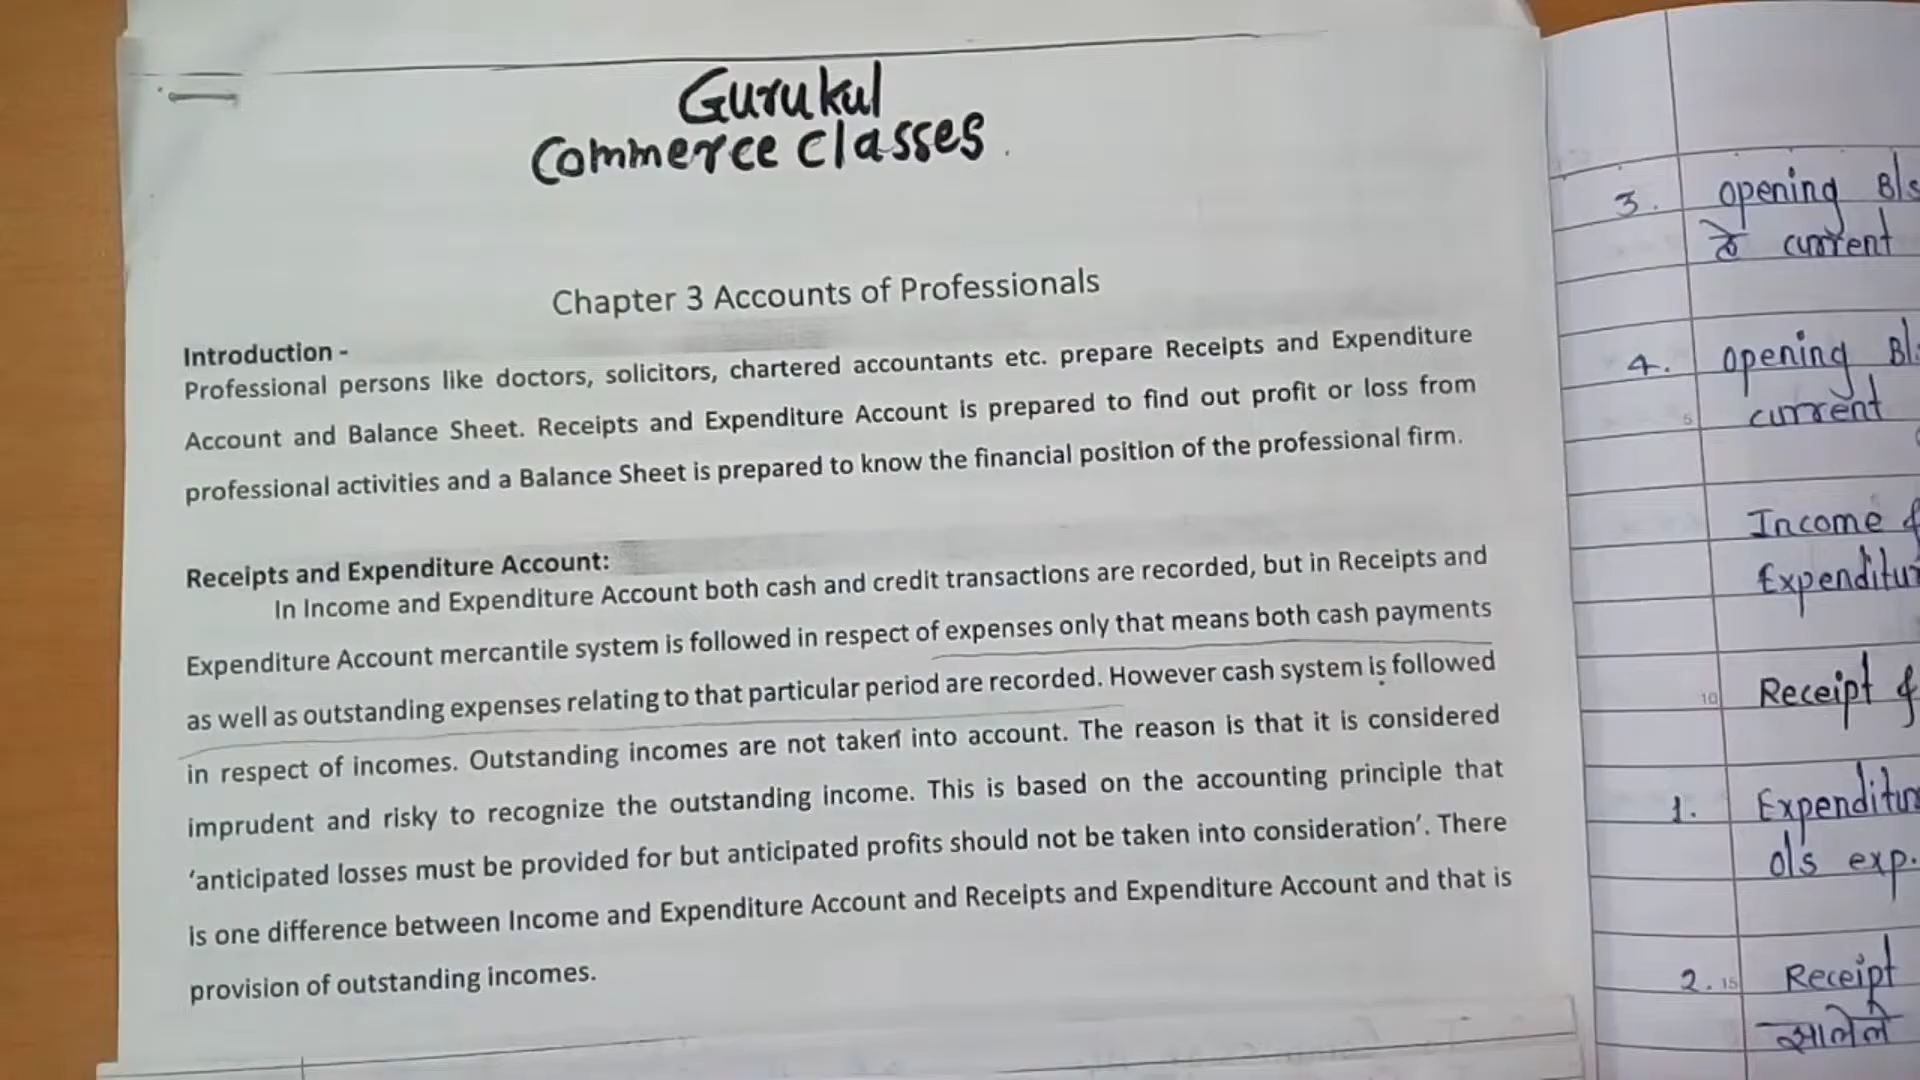 Gurukul
Commerce classes.
Chapter 3 Accounts of Professionals
Introduction -
Professional persons like doctors, solicitors, chartered accountants etc. prepare Receipts and Expenditure
Account and Balance Sheet. Receipts and Expenditure Account is prepared to find out profit or loss from
professional activities and a Balance Sheet is prepared to know the financial position of the professional firm.
Receipts and Expenditure Account:
In Income and Expenditure Account both cash and credit transactions are recorded, but in Receipts and
Expenditure Account mercantile system is followed in respect of expenses only that means both cash payments
as well as outstanding expenses relating to that particular period are recorded. However cash system is followed
in respect of incomes. Outstanding incomes are not taken into account. The reason is that it is considered
imprudent and risky to recognize the outstanding income. This is based on the accounting principle that
‘anticipated losses must be provided for but anticipated profits should not be taken into consideration’. There
is one difference between Income and Expenditure Account and Receipts and Expenditure Account and that is
provision of outstanding incomes.
3. opening B/s
current
4. opening
5 current
Income &
Expenditur
10 Receipt &
1. Expenditur
o/s exp.
2. 15 Receipt
आलेले